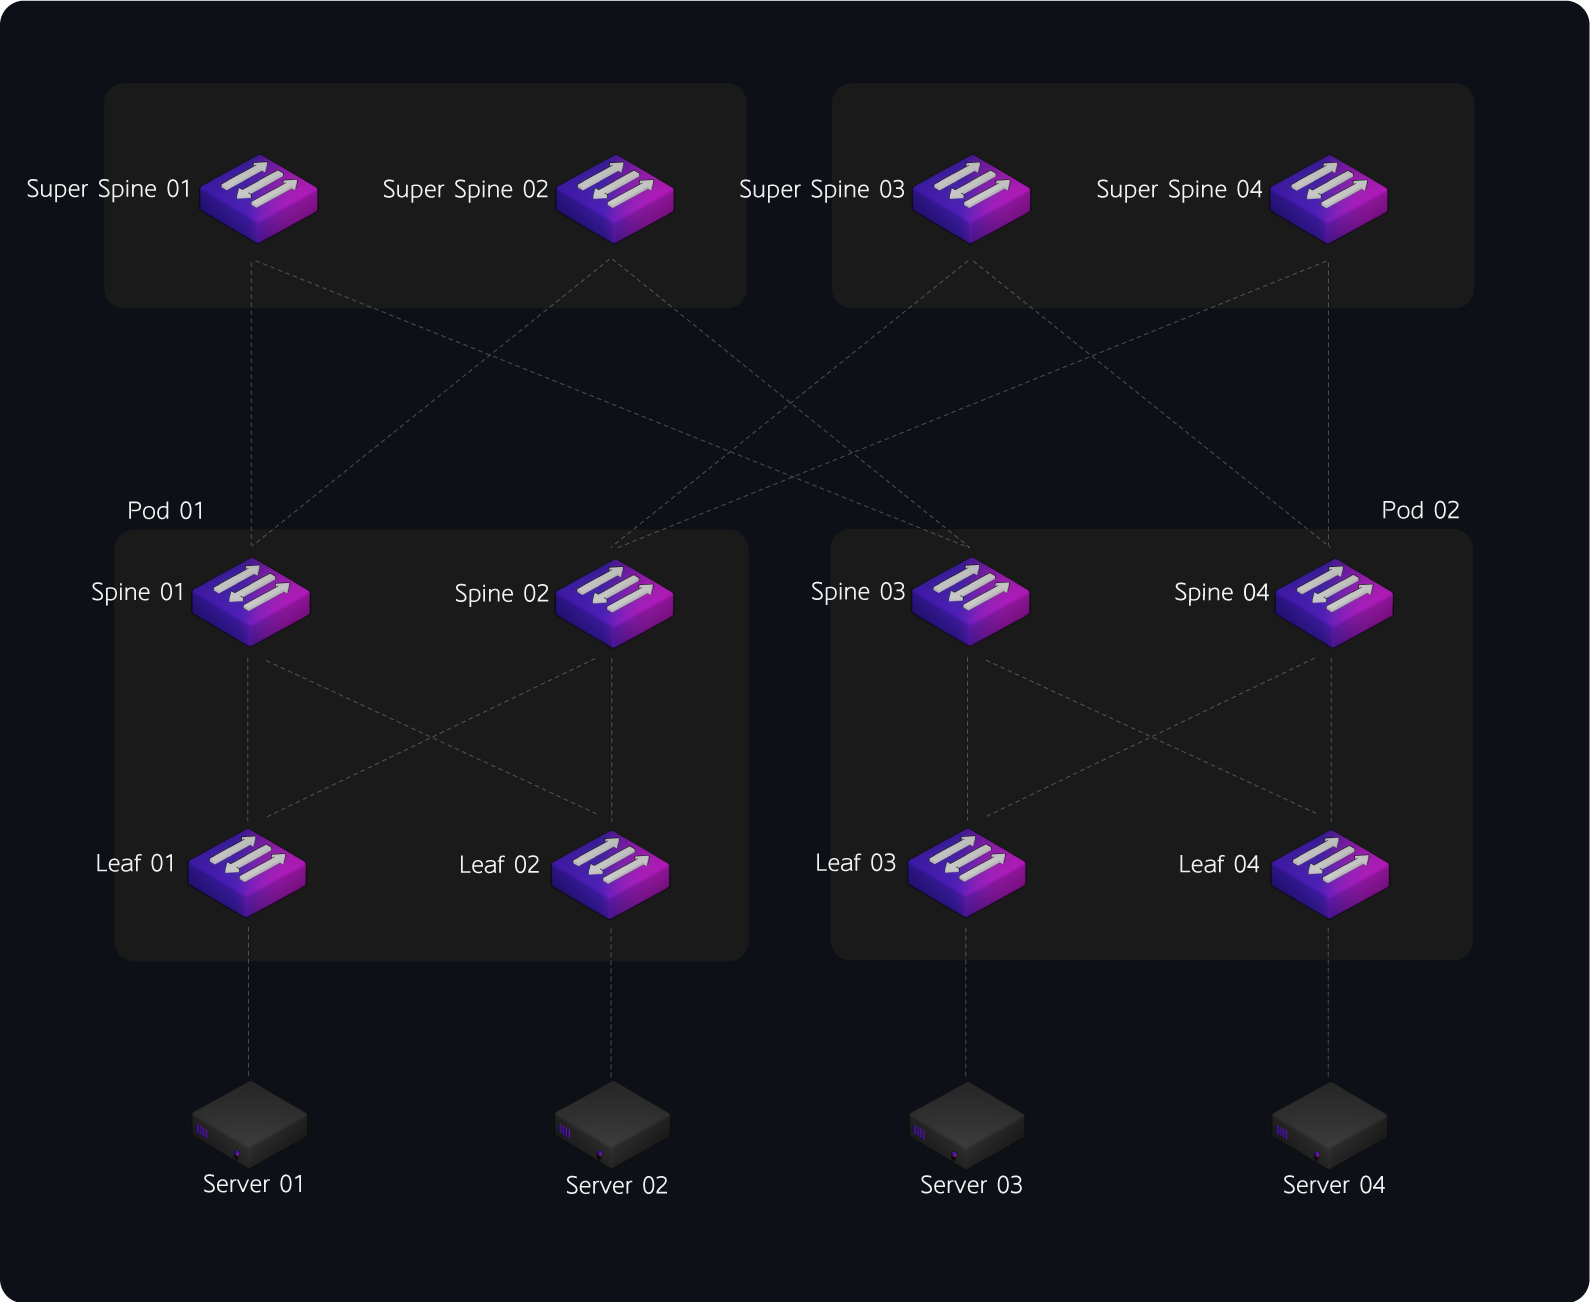 Super Spine 01
Super Spine 02
Super Spine 03
Super Spine 04
Pod 01
Pod 02
Spine 01
Spine 02
Spine 03
Spine 04
Leaf 01
Leaf 02
Leaf 03
Leaf 04
Server 01
Server 02
Server 03
Server 04